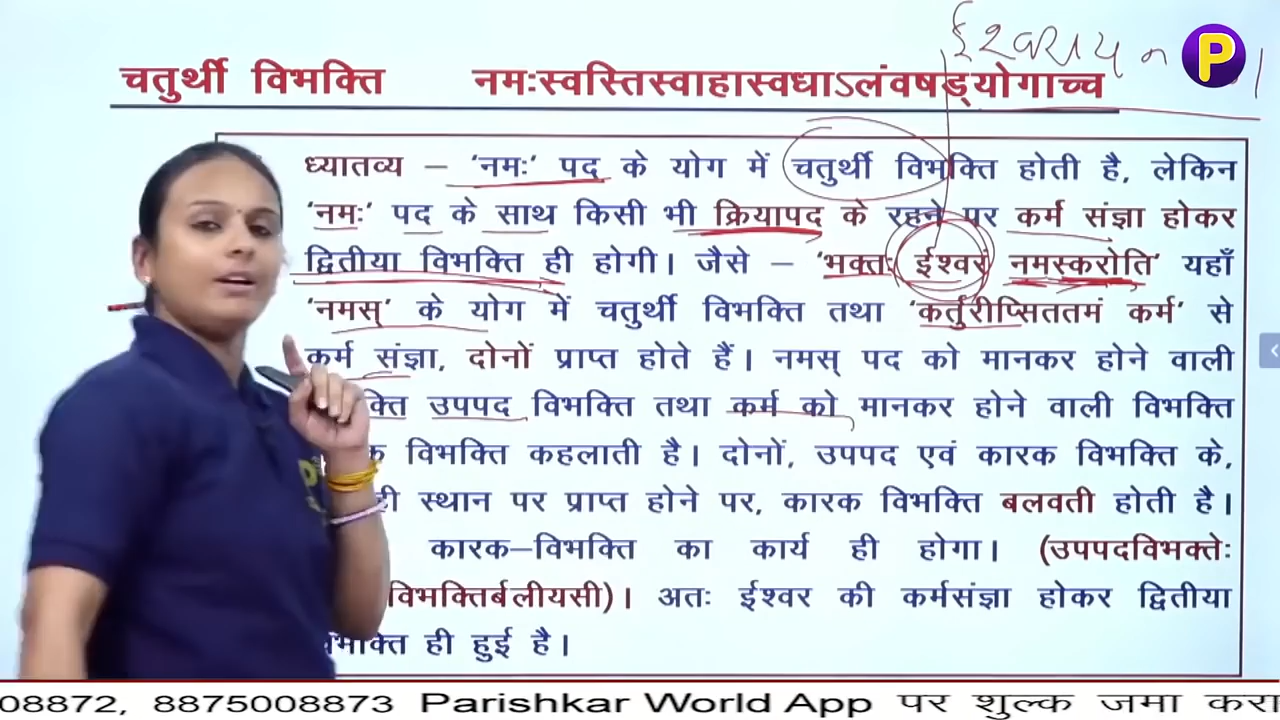 ईश्वराय न
P
चतुर्थी विभक्ति नमःस्वस्तिस्वाहास्वधाऽलंवषड्योगाच्च
ध्यातव्य – 'नमः' पद के योग में चतुर्थी विभक्ति होती है, लेकिन
'नमः' पद के साथ किसी भी क्रियापद के रहने पर कर्म संज्ञा होकर
द्वितीया विभक्ति ही होगी। जैसे – 'भक्तः ईश्वरं नमस्करोति' यहाँ
'नमस्' के योग में चतुर्थी विभक्ति तथा 'कर्तुरीप्सिततमं कर्म' से
कर्म संज्ञा, दोनों प्राप्त होते हैं। नमस् पद को मानकर होने वाली
क्ति उपपद विभक्ति तथा कर्म को मानकर होने वाली विभक्ति
क विभक्ति कहलाती है। दोनों, उपपद एवं कारक विभक्ति के,
ही स्थान पर प्राप्त होने पर, कारक विभक्ति बलवती होती है।
कारक–विभक्ति का कार्य ही होगा। (उपपदविभक्तेः
विभक्तिर्बलीयसी)। अतः ईश्वर की कर्मसंज्ञा होकर द्वितीया
ही हुई है।
08872, 8875008873 Parishkar World App पर शुल्क जमा करा